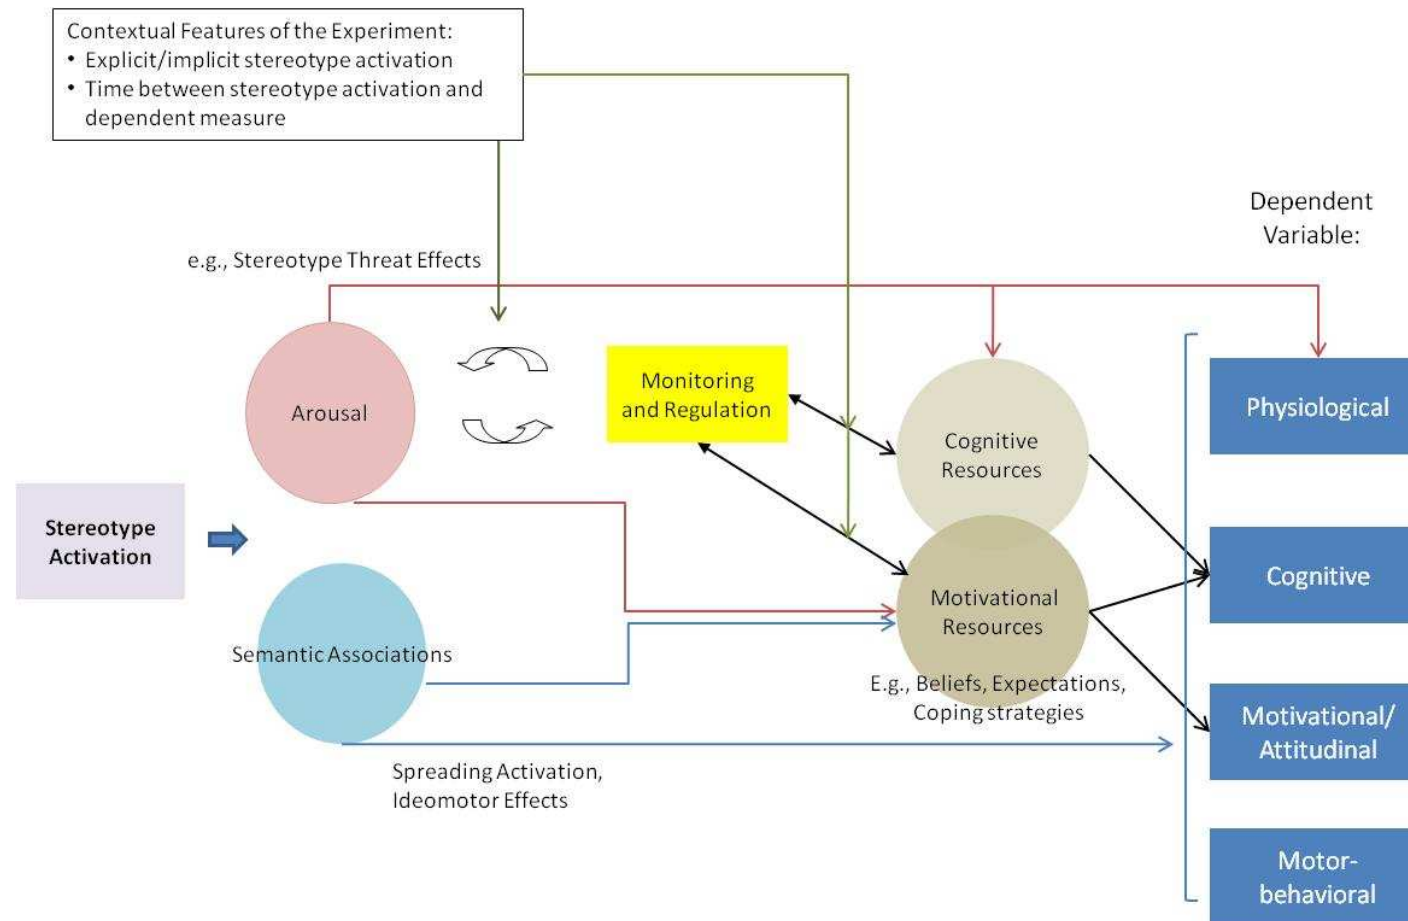 Contextual Features of the Experiment:
• Explicit/implicit stereotype activation
• Time between stereotype activation and
dependent measure
Dependent
Variable:
e.g., Stereotype Threat Effects
Arousal
Monitoring
and Regulation
Cognitive
Resources
Physiological
Stereotype
Activation
Cognitive
Semantic Associations
Motivational
Resources
E.g., Beliefs, Expectations,
Coping strategies
Motivational/
Attitudinal
Spreading Activation,
Ideomotor Effects
Motor-
behavioral